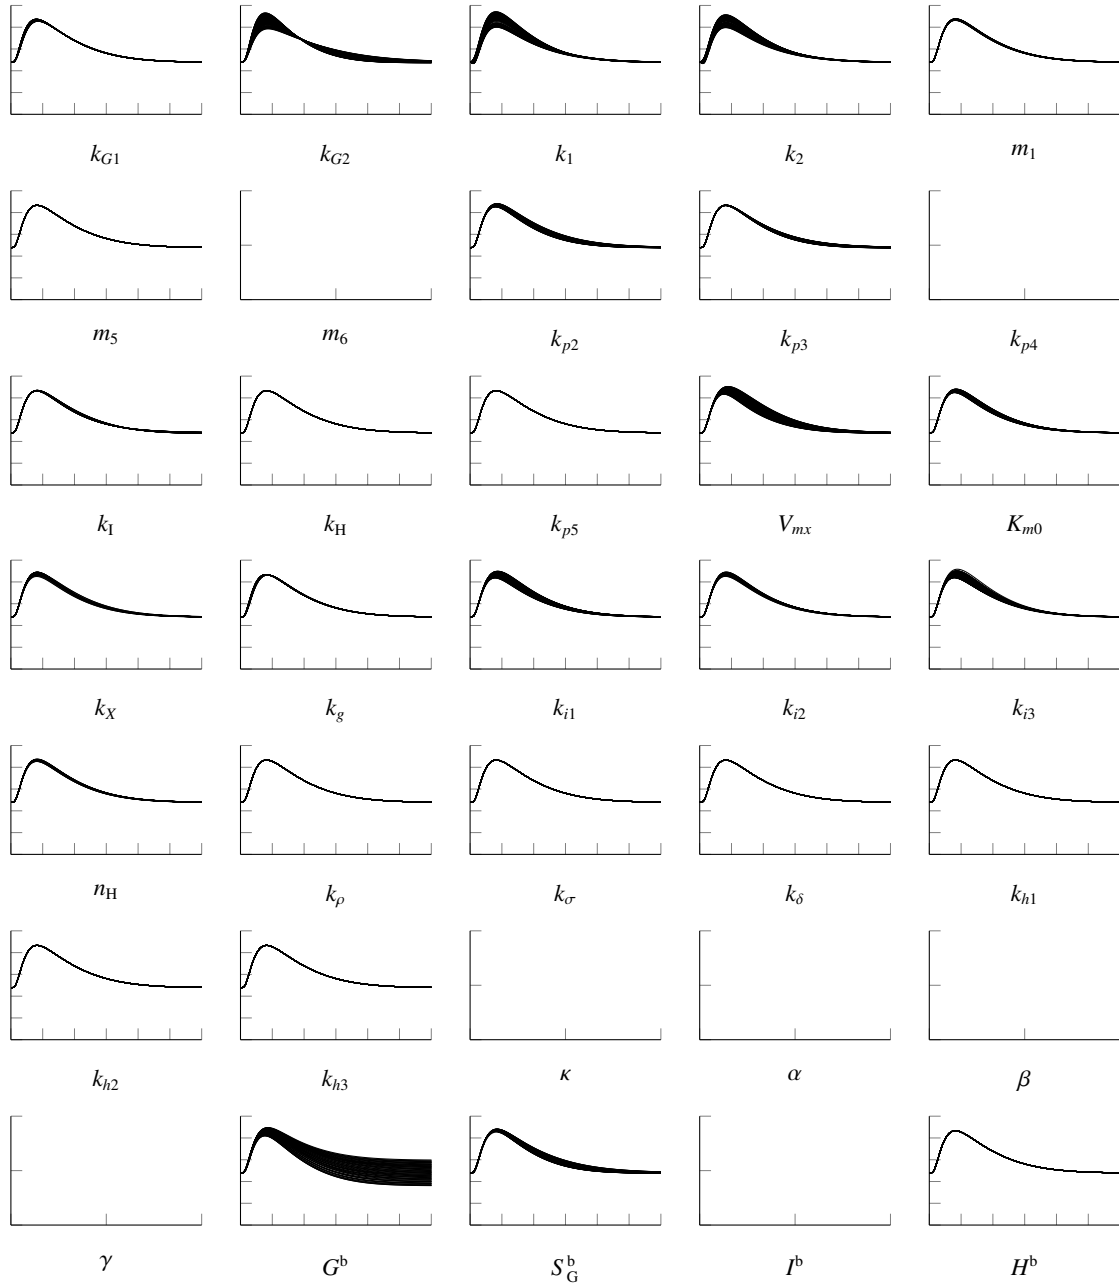 k_{G1} k_{G2} k_1 k_2 m_1
m_5 m_6 k_{p2} k_{p3} k_{p4}
k_I k_H k_{p5} V_{mx} K_{m0}
k_X k_g k_{i1} k_{i2} k_{i3}
n_H k_ρ k_σ k_δ k_{h1}
k_{h2} k_{h3} κ α β
γ G^b S_G^b I^b H^b